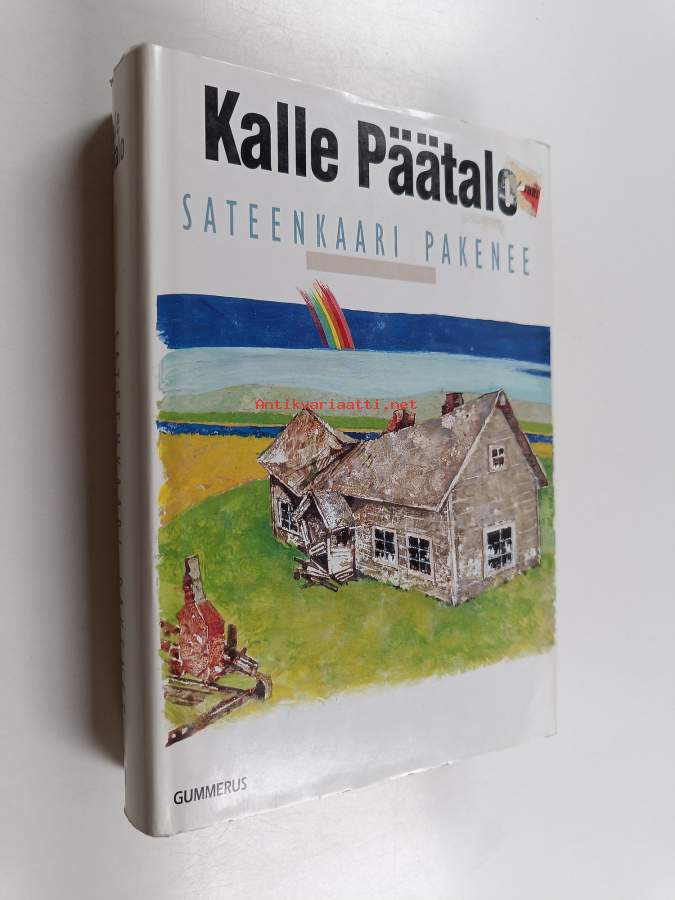 Kalle Päätalo
SATEENKAARI PAKENEE
Antikvariaatti.net
GUMMERUS